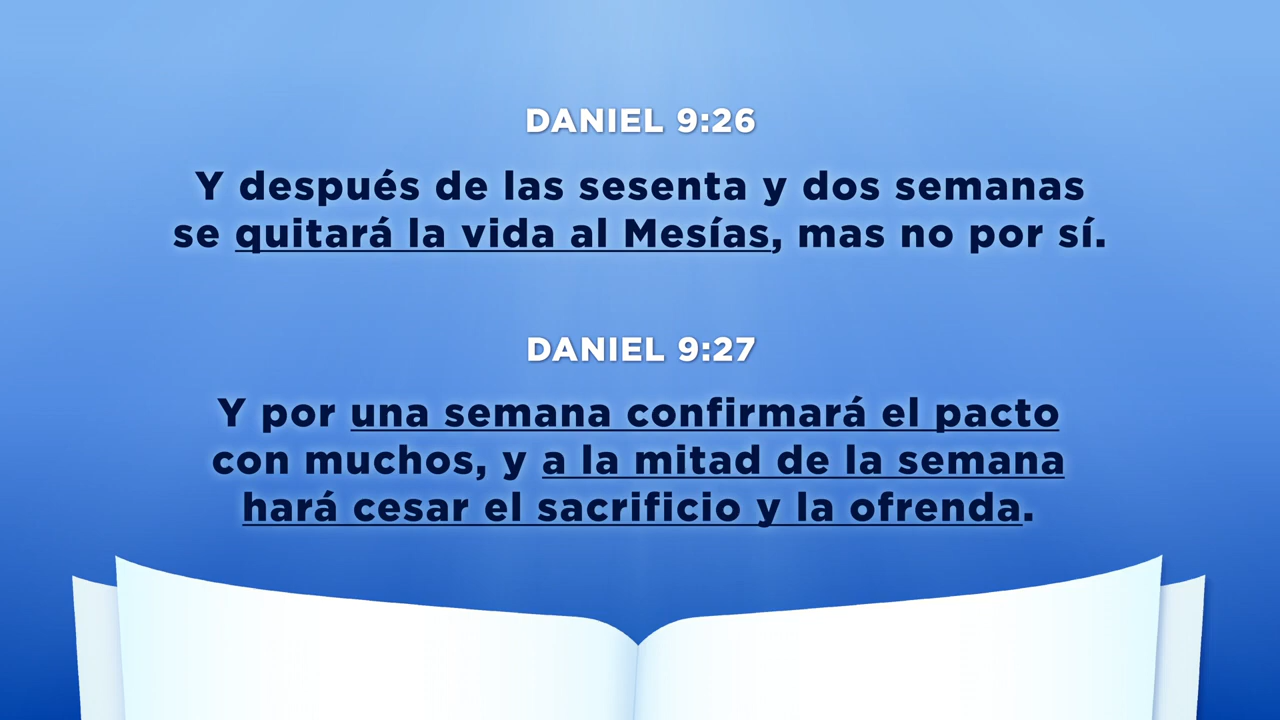 DANIEL 9:26
Y después de las sesenta y dos semanas
se quitará la vida al Mesías, mas no por sí.
DANIEL 9:27
Y por una semana confirmará el pacto
con muchos, y a la mitad de la semana
hará cesar el sacrificio y la ofrenda.